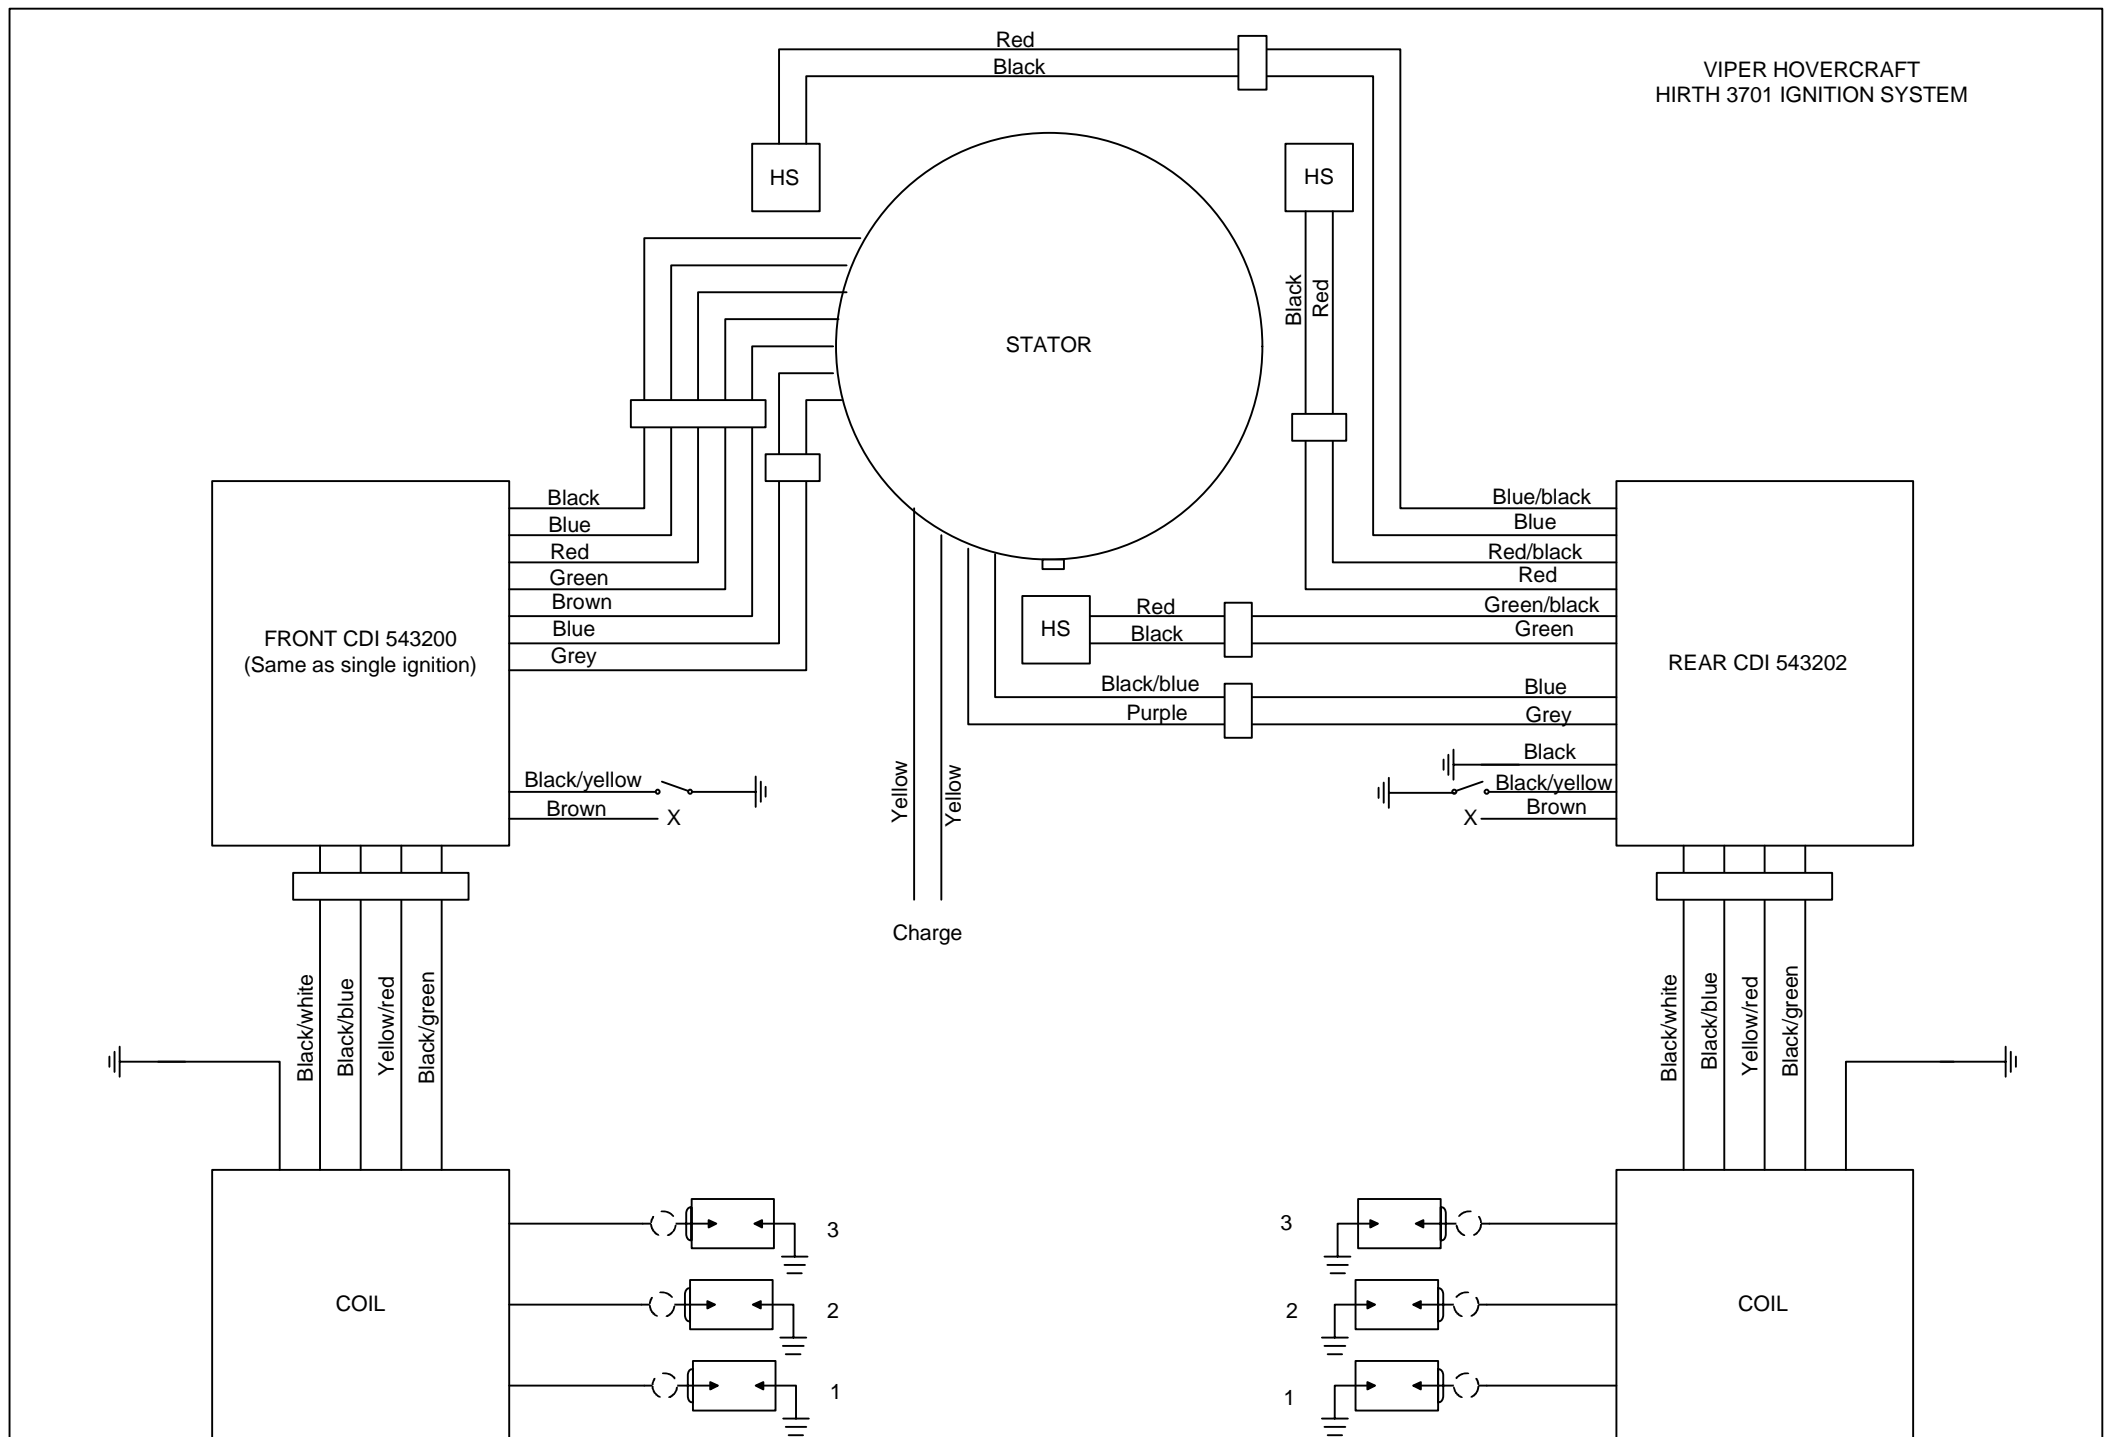 Red
Black
VIPER HOVERCRAFT
HIRTH 3701 IGNITION SYSTEM
HS
HS
Black
Red
STATOR
Black
Blue
Red
Green
Brown
Blue
Grey
FRONT CDI 543200
(Same as single ignition)
Black/yellow
Brown
X
Blue/black
Blue
Red/black
Red
Green/black
Green
Blue
Grey
Black
Black/yellow
Brown
X
REAR CDI 543202
HS
Red
Black
Black/blue
Purple
Yellow
Yellow
Charge
Black/white
Black/blue
Yellow/red
Black/green
Black/white
Black/blue
Yellow/red
Black/green
COIL
3
2
1
3
2
1
COIL